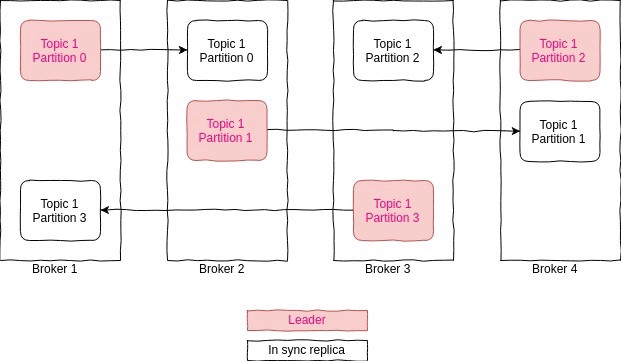 Topic 1
Partition 0
Topic 1
Partition 0
Topic 1
Partition 2
Topic 1
Partition 2
Topic 1
Partition 1
Topic 1
Partition 1
Topic 1
Partition 3
Topic 1
Partition 3
Broker 1
Broker 2
Broker 3
Broker 4
Leader
In sync replica